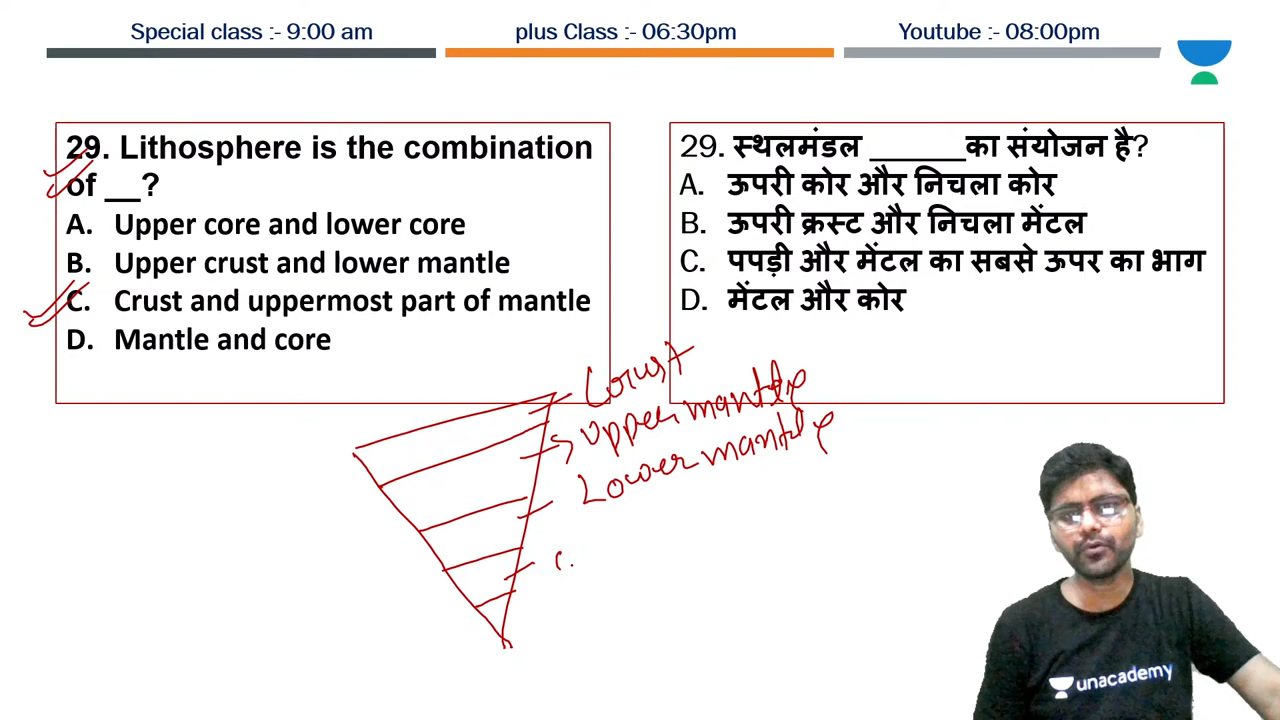 Special class :- 9:00 am
plus Class :- 06:30pm
Youtube :- 08:00pm
29. Lithosphere is the combination
of __?
A. Upper core and lower core
B. Upper crust and lower mantle
C. Crust and uppermost part of mantle
D. Mantle and core
29. स्थलमंडल ______का संयोजन है?
A. ऊपरी कोर और निचला कोर
B. ऊपरी क्रस्ट और निचला मेंटल
C. पपड़ी और मेंटल का सबसे ऊपर का भाग
D. मेंटल और कोर
Crust
Upper mantle
Lower mantle
unacademy